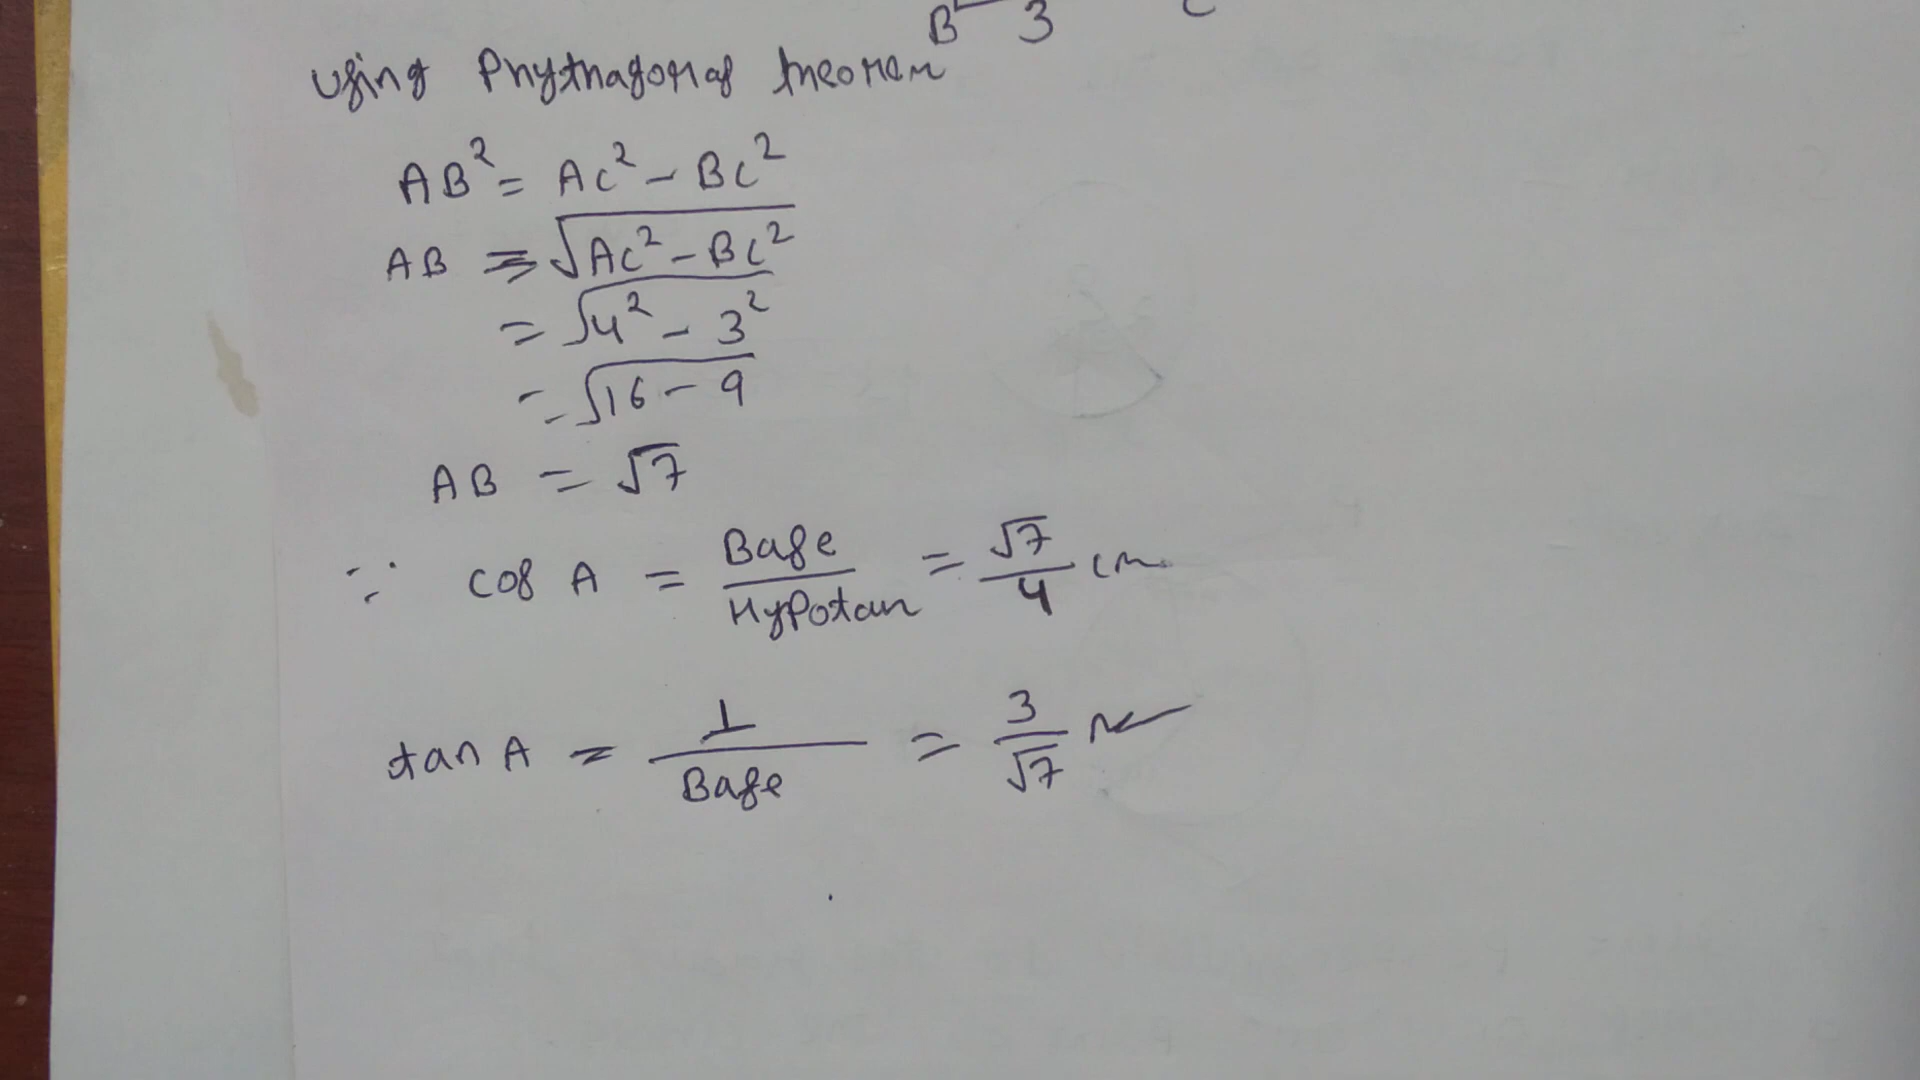 B 3 C
Using Phythagoras theorem
AB² = AC² - BC²
AB = √AC² - BC²
= √4² - 3²
= √16 - 9
AB = √7
∵ cos A = Base/Hypotan = √7/4 cm
tan A = ⊥/Base = 3/√7